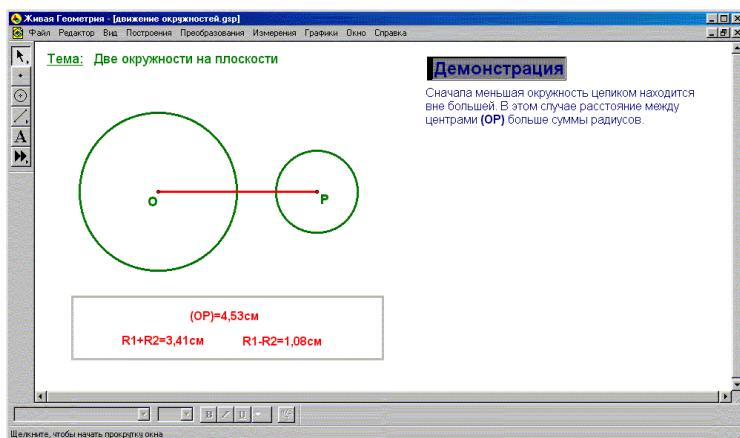 Живая Геометрия - [движение окружностей.gsp]
Файл Редактор Вид Построения Преобразования Измерения Графики Окно Справка
Тема: Две окружности на плоскости
Демонстрация
Сначала меньшая окружность целиком находится
вне большей. В этом случае расстояние между
центрами (ОР) больше суммы радиусов.
A
O
P
(OP)=4,53см
R1+R2=3,41см R1-R2=1,08см
B
Щелкните, чтобы начать прокрутку окна